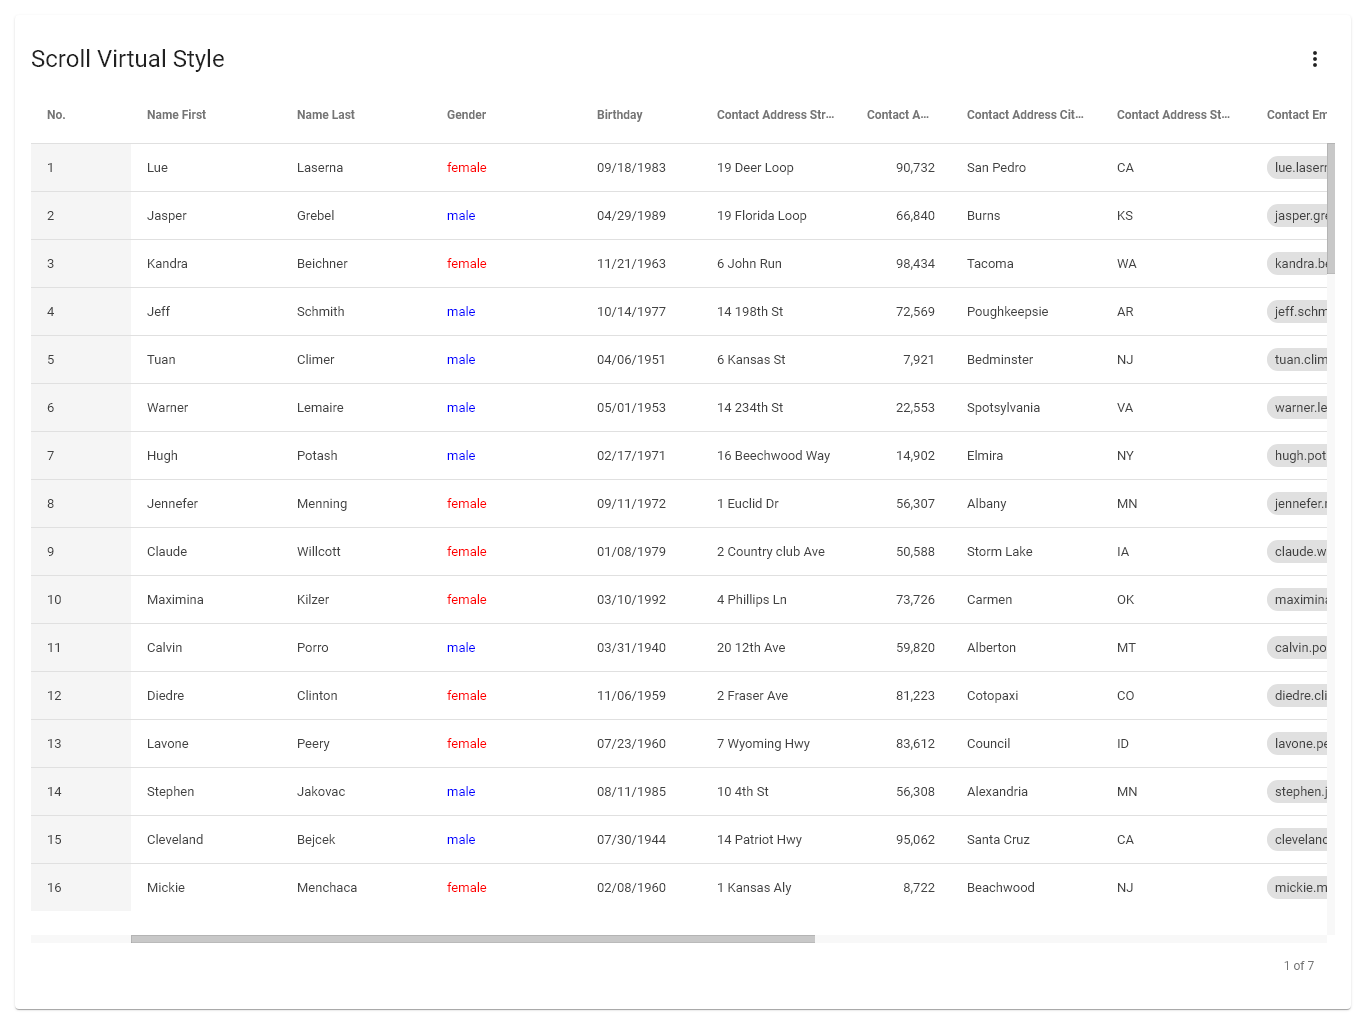 Scroll Virtual Style
No. Name First Name Last Gender Birthday Contact Address Str... Contact A... Contact Address Cit... Contact Address St... Contact Em
1 Lue Laserna female 09/18/1983 19 Deer Loop 90,732 San Pedro CA lue.lasern
2 Jasper Grebel male 04/29/1989 19 Florida Loop 66,840 Burns KS jasper.gre
3 Kandra Beichner female 11/21/1963 6 John Run 98,434 Tacoma WA kandra.be
4 Jeff Schmith male 10/14/1977 14 198th St 72,569 Poughkeepsie AR jeff.schm
5 Tuan Climer male 04/06/1951 6 Kansas St 7,921 Bedminster NJ tuan.clim
6 Warner Lemaire male 05/01/1953 14 234th St 22,553 Spotsylvania VA warner.le
7 Hugh Potash male 02/17/1971 16 Beechwood Way 14,902 Elmira NY hugh.pot
8 Jennefer Menning female 09/11/1972 1 Euclid Dr 56,307 Albany MN jennefer.
9 Claude Willcott female 01/08/1979 2 Country club Ave 50,588 Storm Lake IA claude.w
10 Maximina Kilzer female 03/10/1992 4 Phillips Ln 73,726 Carmen OK maximina
11 Calvin Porro male 03/31/1940 20 12th Ave 59,820 Alberton MT calvin.po
12 Diedre Clinton female 11/06/1959 2 Fraser Ave 81,223 Cotopaxi CO diedre.cli
13 Lavone Peery female 07/23/1960 7 Wyoming Hwy 83,612 Council ID lavone.pe
14 Stephen Jakovac male 08/11/1985 10 4th St 56,308 Alexandria MN stephen.j
15 Cleveland Bejcek male 07/30/1944 14 Patriot Hwy 95,062 Santa Cruz CA cleveland
16 Mickie Menchaca female 02/08/1960 1 Kansas Aly 8,722 Beachwood NJ mickie.m
1 of 7